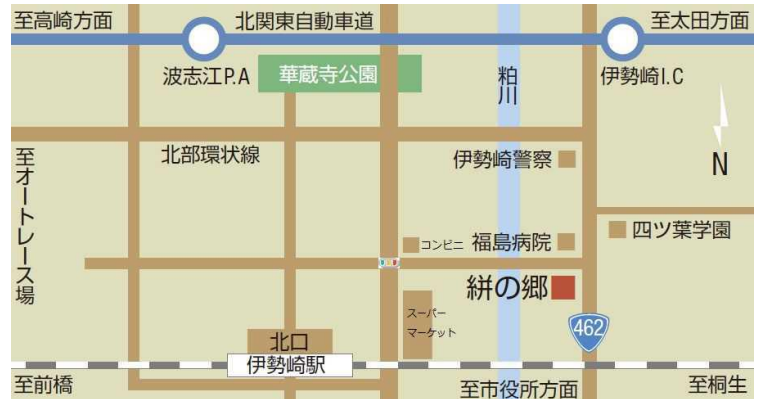 至高崎方面
北関東自動車道
至太田方面
波志江P.A
華蔵寺公園
粕川
伊勢崎I.C
北部環状線
伊勢崎警察
N
至オートレース場
コンビニ
福島病院
四ツ葉学園
絣の郷
スーパー
マーケット
462
北口
伊勢崎駅
至前橋
至市役所方面
至桐生